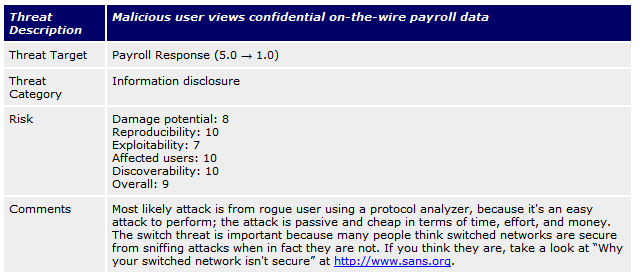 Threat Description Malicious user views confidential on-the-wire payroll data
Threat Target Payroll Response (5.0 → 1.0)
Threat Category Information disclosure
Risk Damage potential: 8
Reproducibility: 10
Exploitability: 7
Affected users: 10
Discoverability: 10
Overall: 9
Comments Most likely attack is from rogue user using a protocol analyzer, because it's an easy
attack to perform; the attack is passive and cheap in terms of time, effort, and money.
The switch threat is important because many people think switched networks are secure
from sniffing attacks when in fact they are not. If you think they are, take a look at “Why
your switched network isn't secure” at http://www.sans.org.